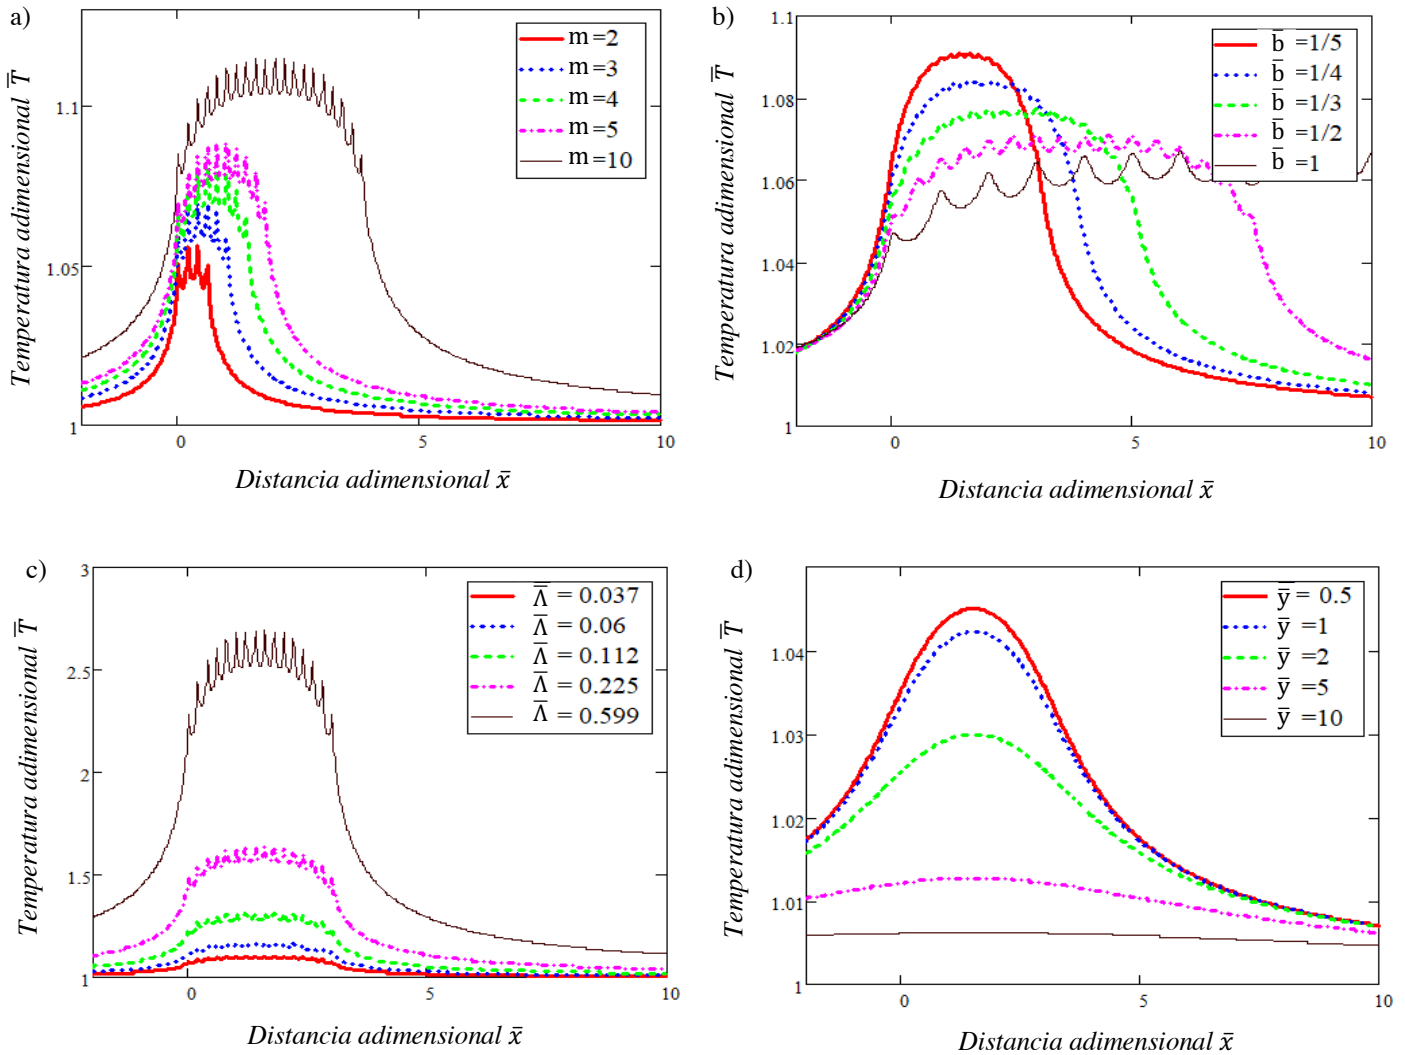 a)
Temperatura adimensional T̅
1.1
1.05
1
0
5
10
m=2
m=3
m=4
m=5
m=10
Distancia adimensional x̄
b)
Temperatura adimensional T̅
1.1
1.08
1.06
1.04
1.02
1
0
5
10
b̅ =1/5
b̅ =1/4
b̅ =1/3
b̅ =1/2
b̅ =1
Distancia adimensional x̄
c)
Temperatura adimensional T̅
3
2.5
2
1.5
1
0
5
10
Λ̅ = 0.037
Λ̅ = 0.06
Λ̅ = 0.112
Λ̅ = 0.225
Λ̅ = 0.599
Distancia adimensional x̄
d)
Temperatura adimensional T̅
1.04
1.03
1.02
1.01
1
0
5
10
y̅= 0.5
y̅ =1
y̅ =2
y̅ =5
y̅ =10
Distancia adimensional x̄